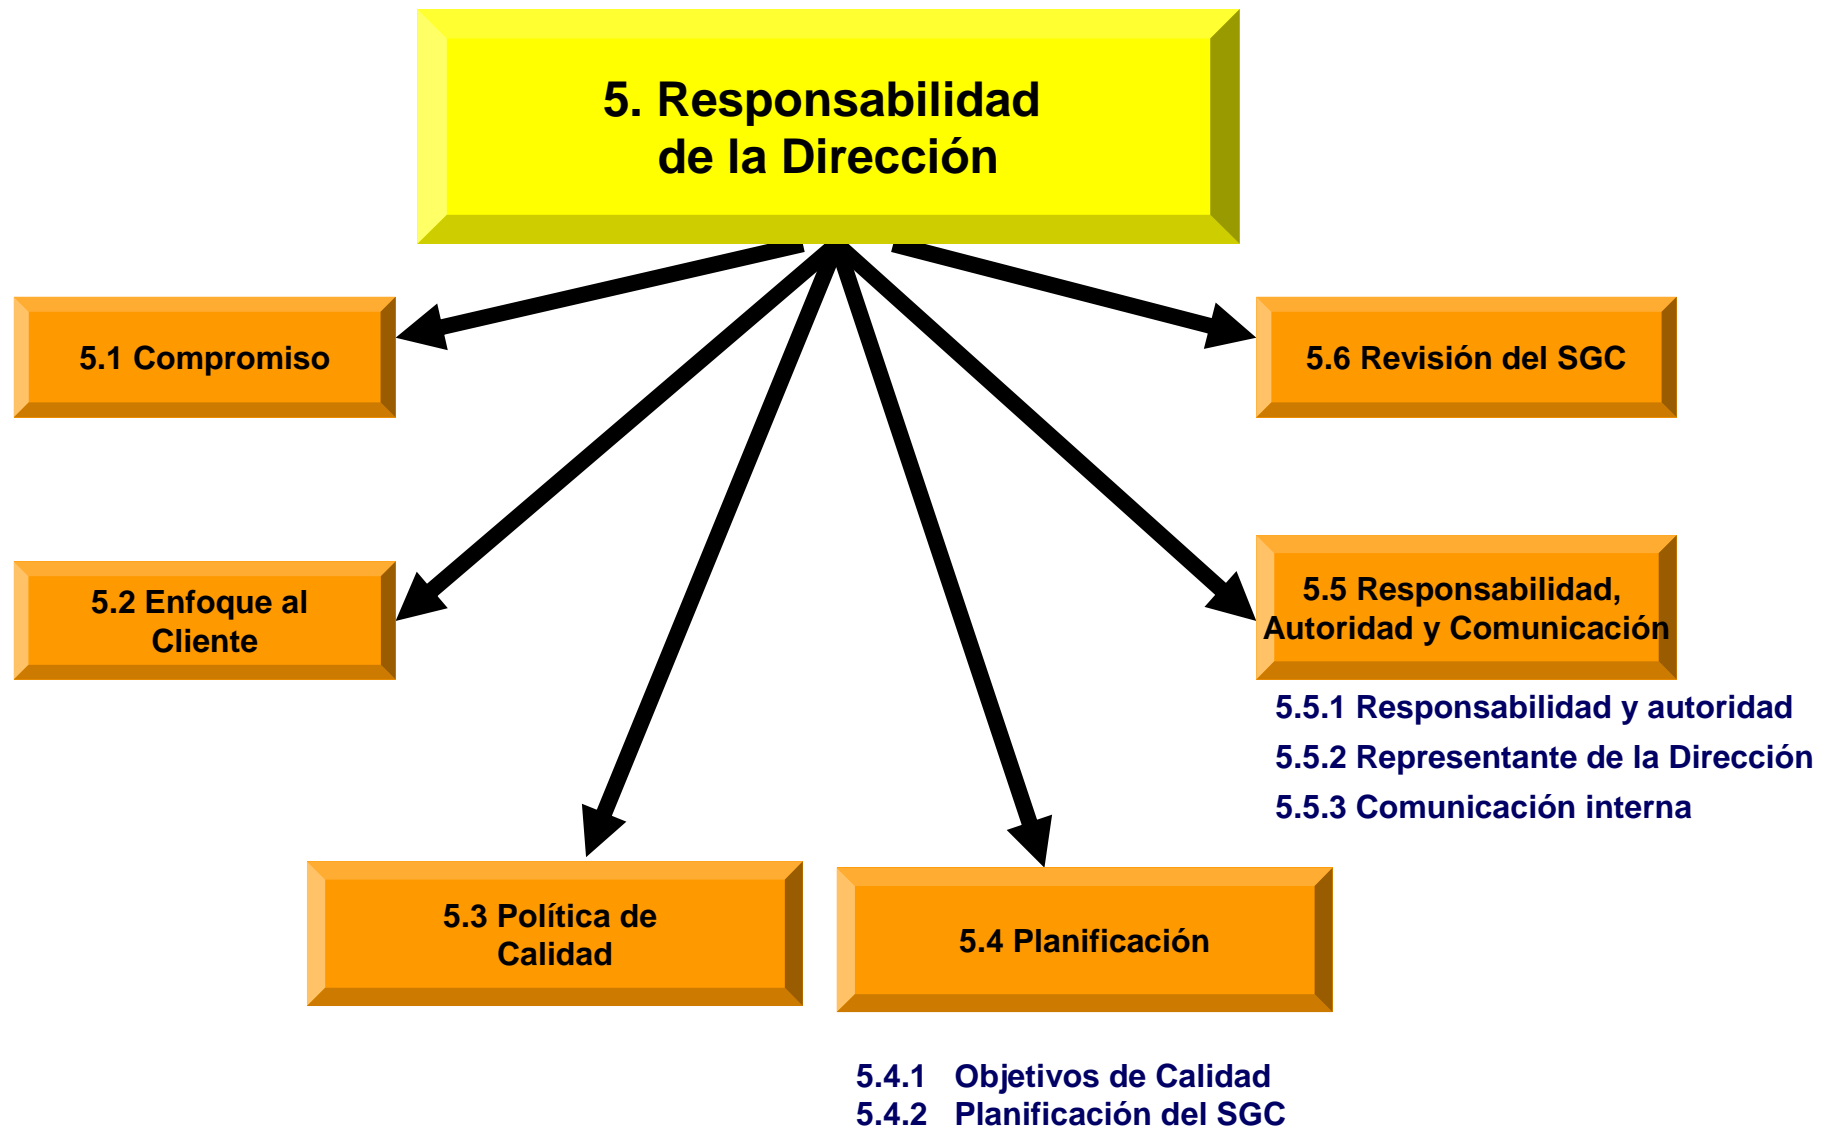 5. Responsabilidad
de la Dirección
5.1 Compromiso
5.6 Revisión del SGC
5.2 Enfoque al
Cliente
5.5 Responsabilidad,
Autoridad y Comunicación
5.5.1 Responsabilidad y autoridad
5.5.2 Representante de la Dirección
5.5.3 Comunicación interna
5.3 Política de
Calidad
5.4 Planificación
5.4.1 Objetivos de Calidad
5.4.2 Planificación del SGC